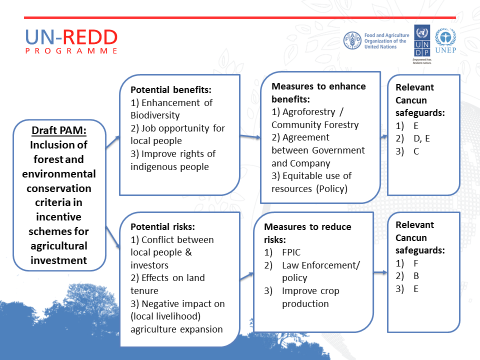 UN-REDD
PROGRAMME
Food and Agriculture
Organization of the
United Nations
U N
D P
UNEP
Draft PAM:
Inclusion of
forest and
environmental
conservation
criteria in
incentive
schemes for
agricultural
investment
Potential benefits:
1) Enhancement of
Biodiversity
2) Job opportunity for
local people
3) Improve rights of
indigenous people
Measures to enhance
benefits:
1) Agroforestry /
Community Forestry
2) Agreement
between Government
and Company
3) Equitable use of
resources (Policy)
Relevant
Cancun
safeguards:
1) E
2) D, E
3) C
Potential risks:
1) Conflict between
local people &
investors
2) Effects on land
tenure
3) Negative impact on
(local livelihood)
agriculture expansion
Measures to reduce
risks:
1) FPIC
2) Law Enforcement/
policy
3) Improve crop
production
Relevant
Cancun
safeguards:
1) F
2) B
3) E